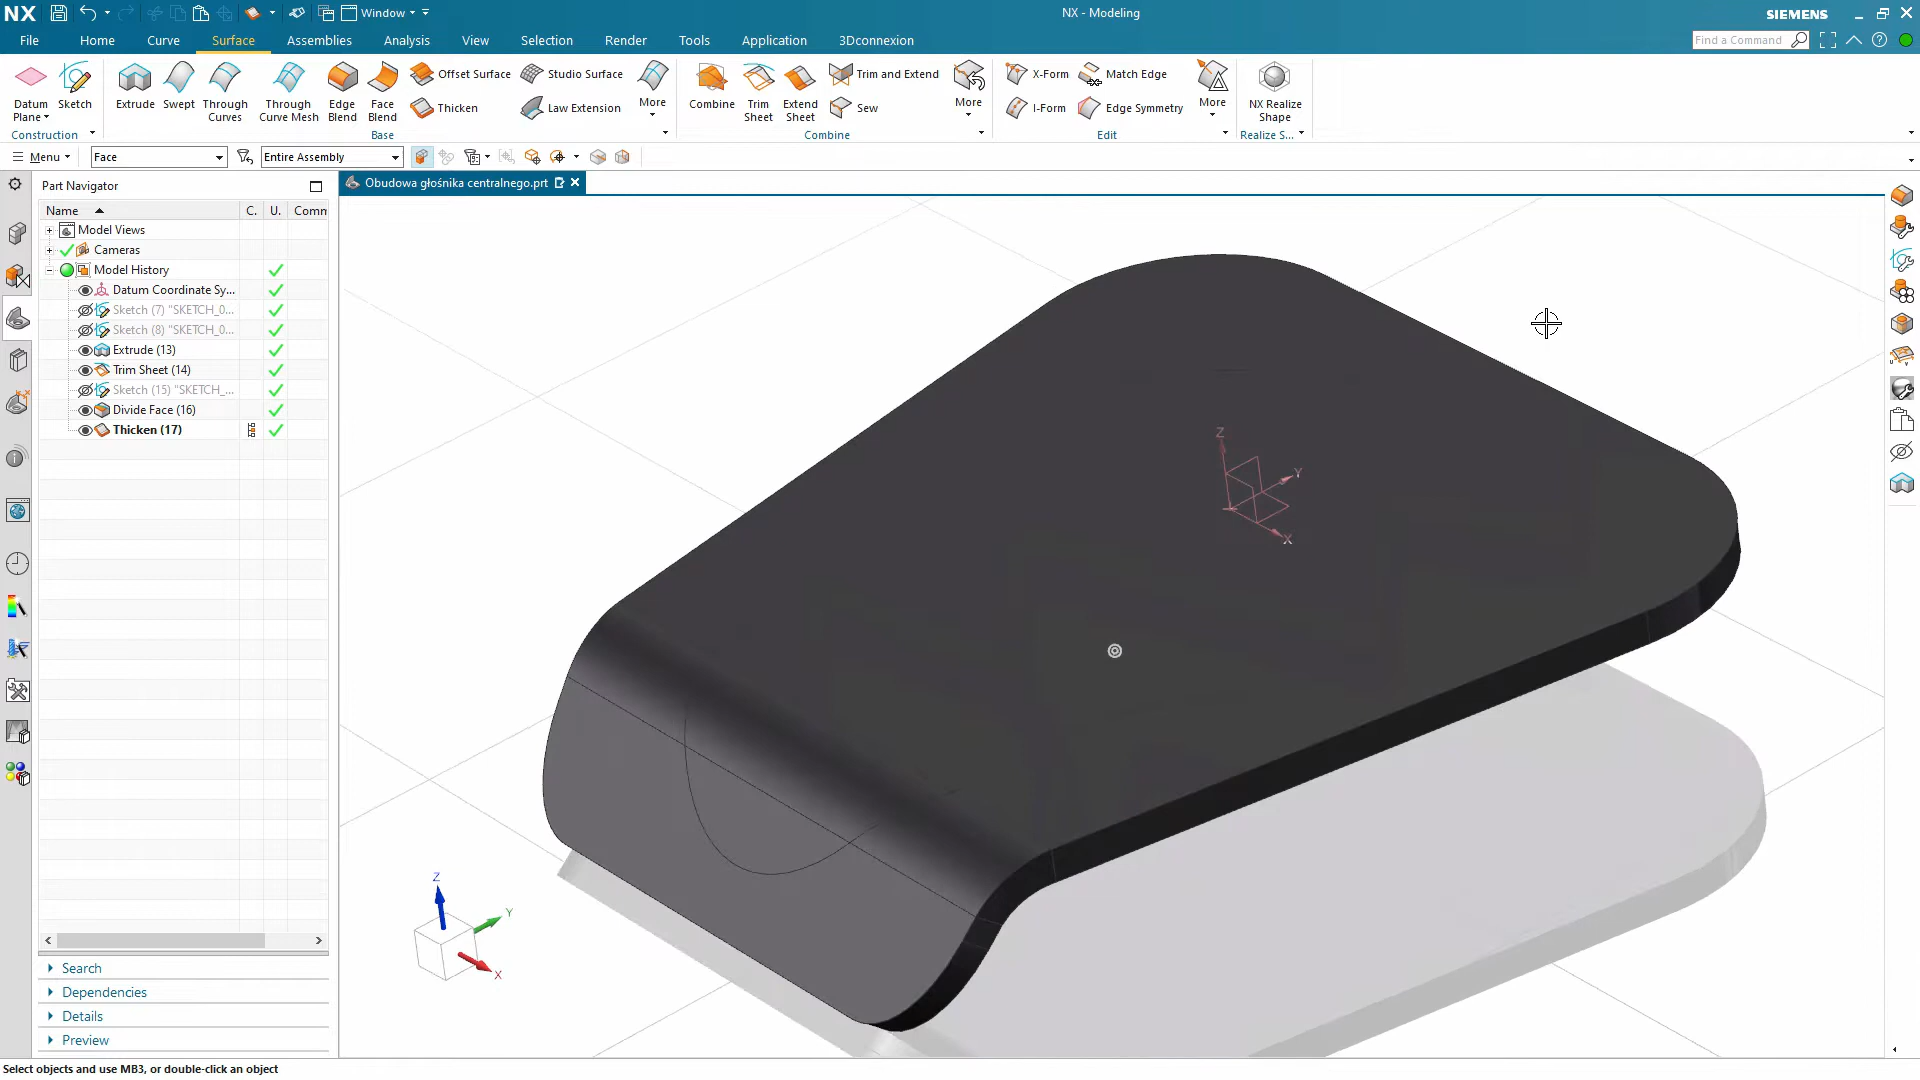 NX Window NX - Modeling SIEMENS
File Home Curve Surface Assemblies Analysis View Selection Render Tools Application 3Dconnexion Find a Command
Datum Plane
Sketch
Construction
Extrude
Swept
Through Curves
Through Curve Mesh
Edge Blend
Face Blend
Offset Surface
Thicken
Studio Surface
Law Extension
More
Base
Combine
Trim Sheet
Extend Sheet
Trim and Extend
Sew
More
Combine
X-Form
I-Form
Match Edge
Edge Symmetry
More
Edit
NX Realize Shape
Realize S...
Menu Face Entire Assembly
Part Navigator
Obudowa głośnika centralnego.prt
Name C. U. Comm
Model Views
Cameras
Model History
Datum Coordinate Sy...
Sketch (7) "SKETCH_0...
Sketch (8) "SKETCH_0...
Extrude (13)
Trim Sheet (14)
Sketch (15) "SKETCH_...
Divide Face (16)
Thicken (17)
Z
Y
X
Z
Y
X
Search
Dependencies
Details
Preview
Select objects and use MB3, or double-click an object